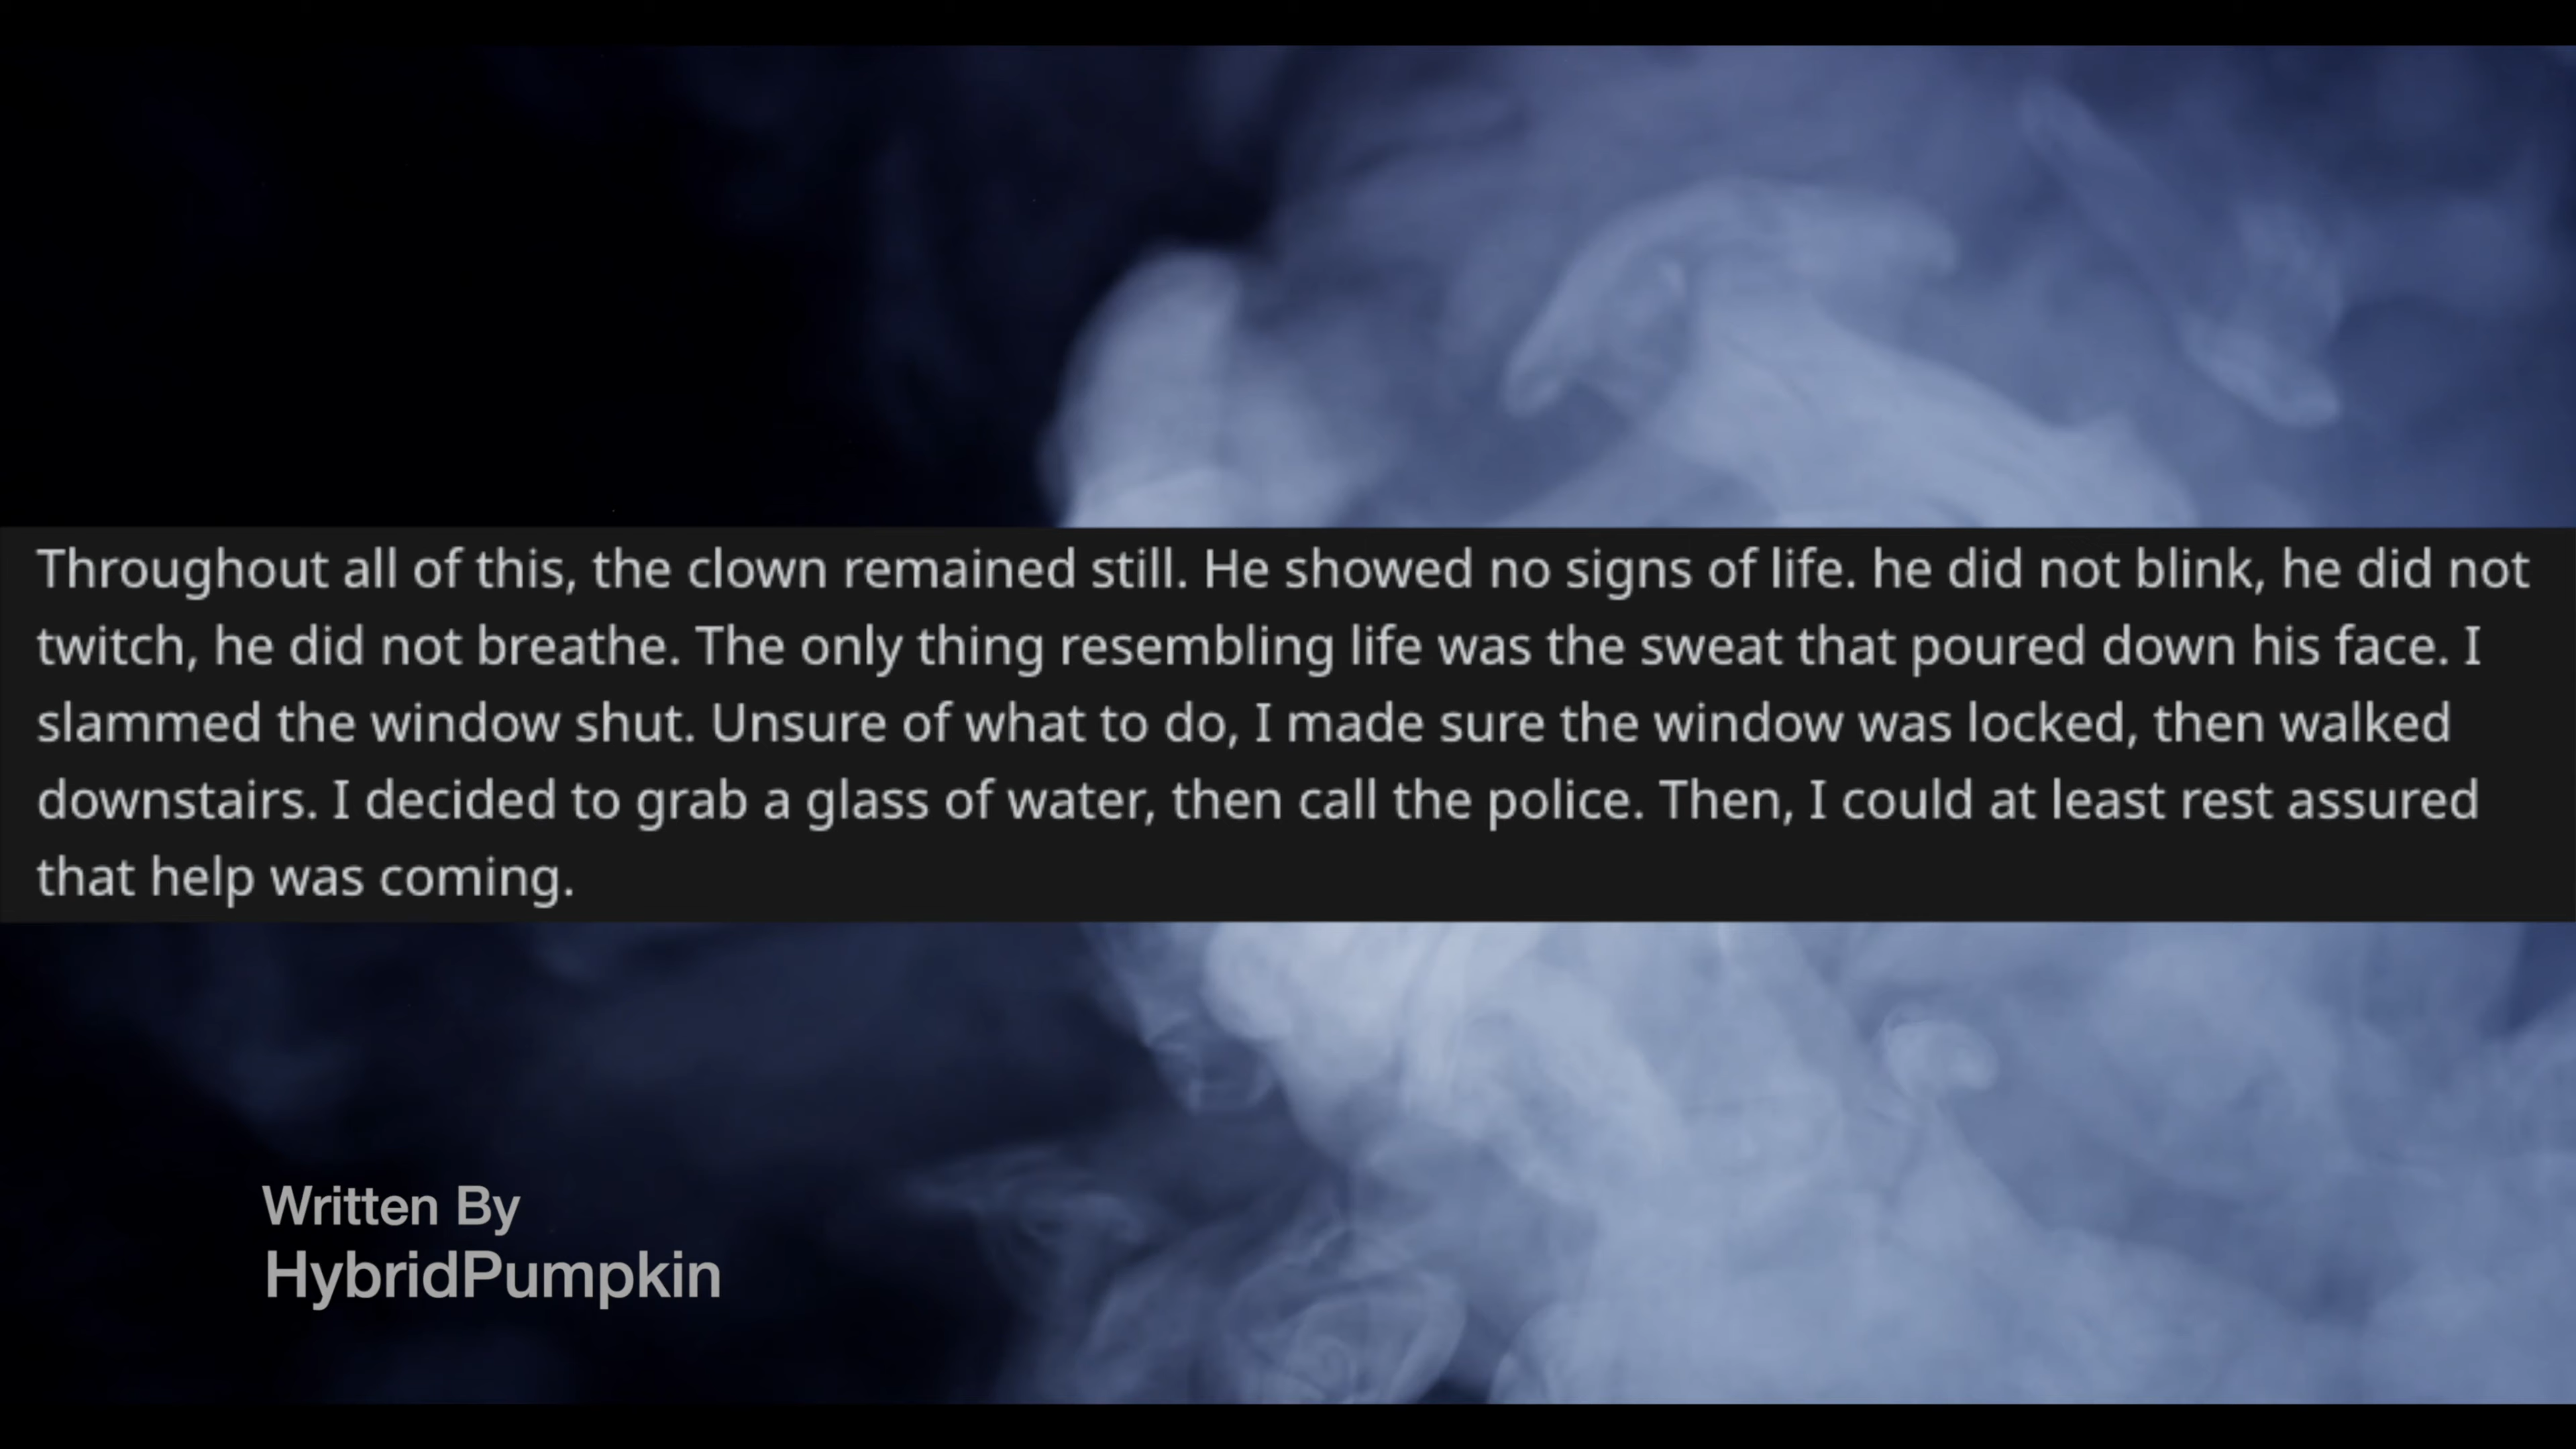 Throughout all of this, the clown remained still. He showed no signs of life. he did not blink, he did not
twitch, he did not breathe. The only thing resembling life was the sweat that poured down his face. I
slammed the window shut. Unsure of what to do, I made sure the window was locked, then walked
downstairs. I decided to grab a glass of water, then call the police. Then, I could at least rest assured
that help was coming.
Written By
HybridPumpkin